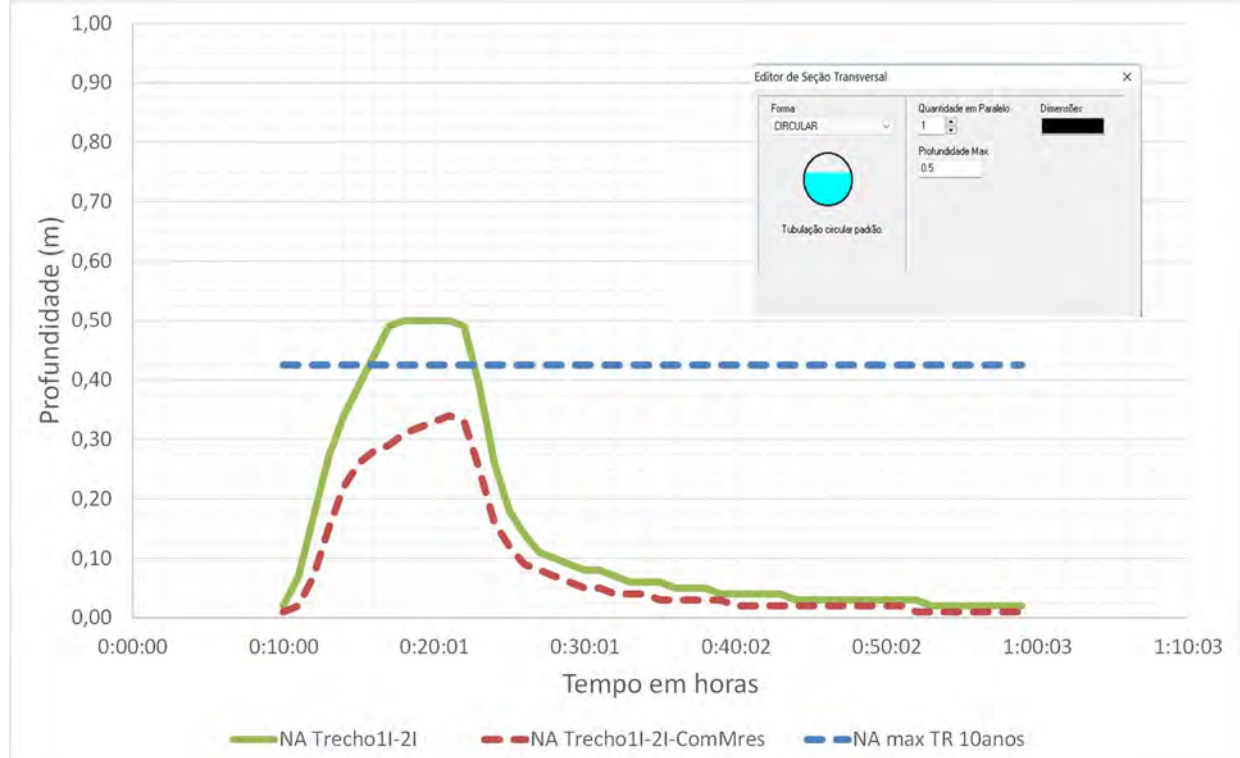 1,00
0,90
0,80
0,70
0,60
0,50
0,40
0,30
0,20
0,10
0,00
Profundidade (m)
Editor de Seção Transversal
×
Forma
CIRCULAR
Quantidade em Paralelo
1
Dimensões
Profundidade Max.
0.5
Tubulação circular padrão.
0:00:00 0:10:00 0:20:01 0:30:01 0:40:02 0:50:02 1:00:03 1:10:03
Tempo em horas
NA Trecho1I-2I NA Trecho1I-2I-ComMres NA max TR 10anos